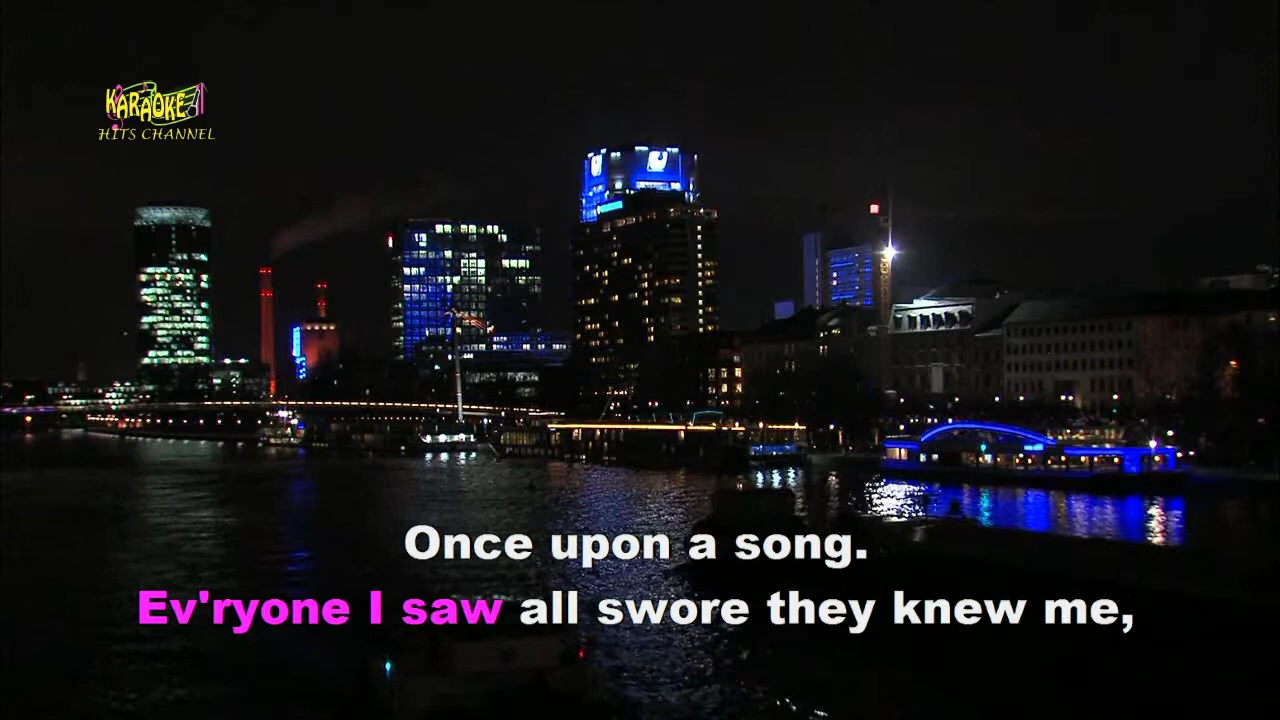 KARAOKE
HITS CHANNEL
Once upon a song.
Ev'ryone I saw all swore they knew me,